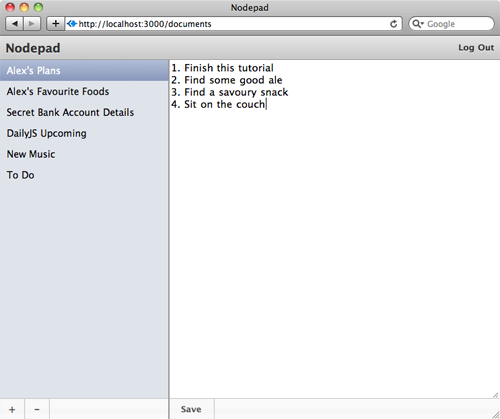 Nodepad
http://localhost:3000/documents
Google
Nodepad
Log Out
Alex's Plans
Alex's Favourite Foods
Secret Bank Account Details
DailyJS Upcoming
New Music
To Do
1. Finish this tutorial
2. Find some good ale
3. Find a savoury snack
4. Sit on the couch
+ -
Save